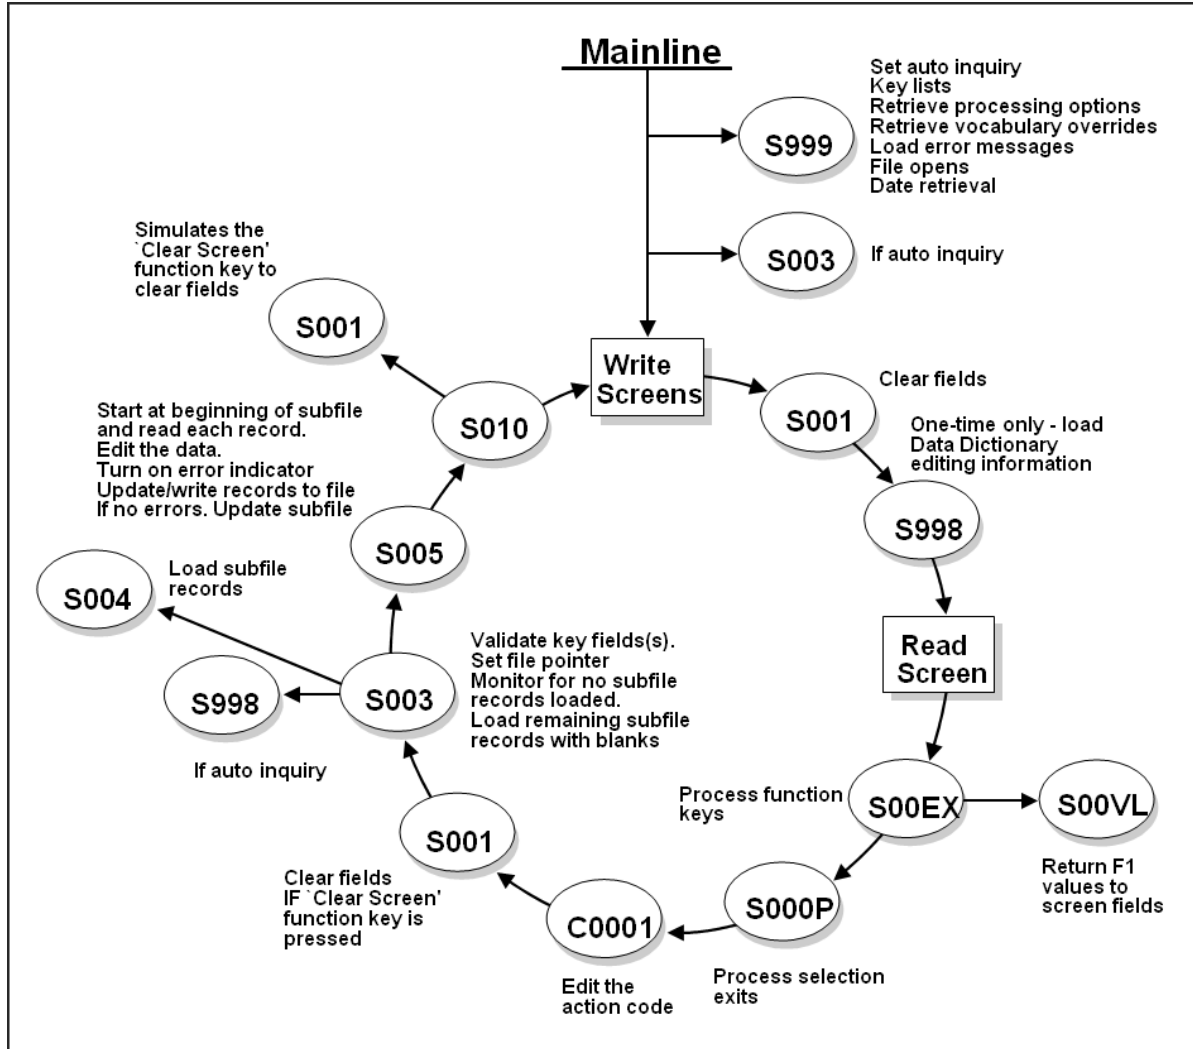 Mainline
S999
Set auto inquiry
Key lists
Retrieve processing options
Retrieve vocabulary overrides
Load error messages
File opens
Date retrieval
S003
If auto inquiry
Write
Screens
S001
Clear fields
One-time only - load
Data Dictionary
editing information
S998
Read
Screen
Process function
keys
S00EX
S00VL
Return F1
values to
screen fields
S000P
Process selection
exits
C0001
Edit the
action code
S001
Clear fields
IF `Clear Screen'
function key is
pressed
S003
Validate key fields(s).
Set file pointer
Monitor for no subfile
records loaded.
Load remaining subfile
records with blanks
S998
If auto inquiry
S004
Load subfile
records
S005
Start at beginning of subfile
and read each record.
Edit the data.
Turn on error indicator
Update/write records to file
If no errors. Update subfile
S010
S001
Simulates the
`Clear Screen'
function key to
clear fields